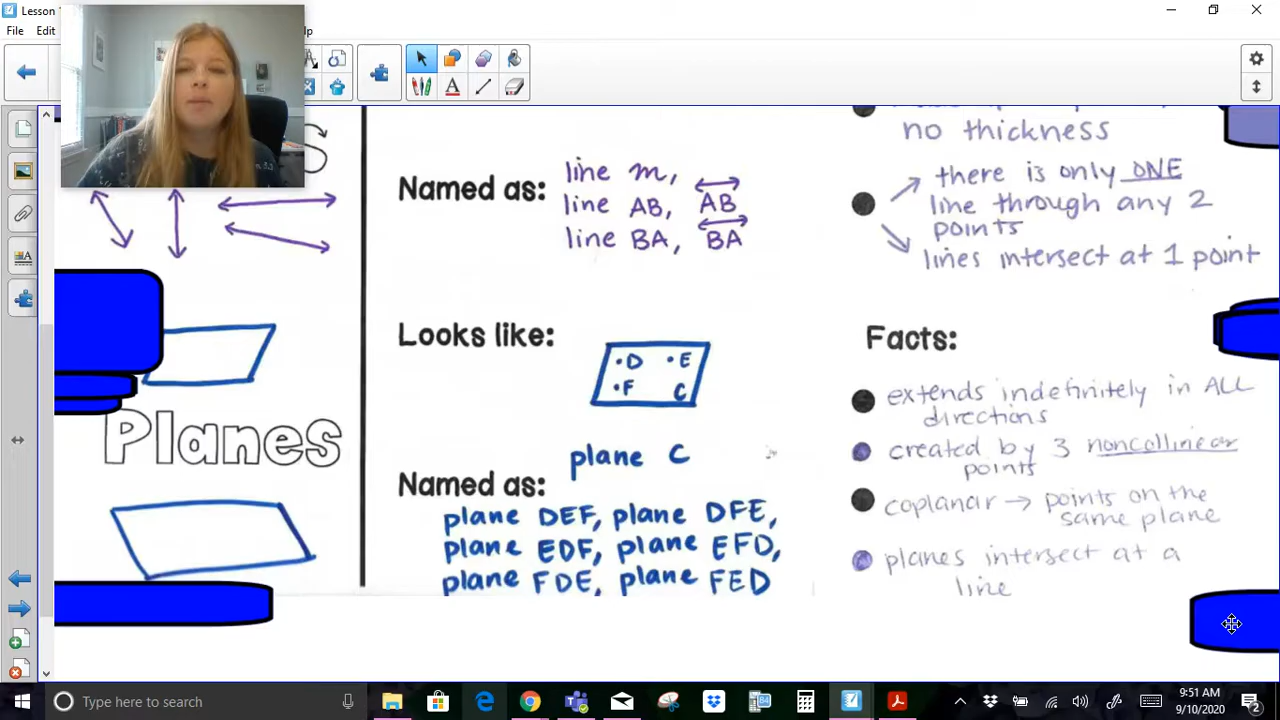 Lesson
File Edit lp
no thickness
Named as: line m,
line AB, AB
line BA, BA
there is only ONE
line through any 2
points
lines intersect at 1 point
Looks like:
D E
F C
Facts:
extends indefinitely in ALL
directions
created by 3 noncollinear
points
coplanar → points on the
same plane
planes intersect at a
line
Planes
plane C
Named as:
plane DEF, plane DFE,
plane EDF, plane EFD,
plane FDE, plane FED
Type here to search
9:51 AM
9/10/2020
2